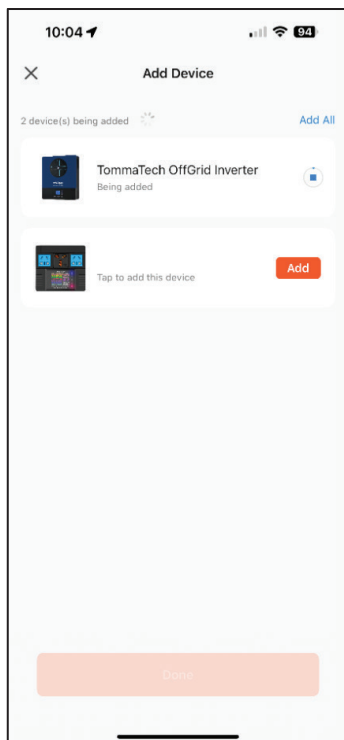 10:04
94
Add Device
2 device(s) being added
Add All
TommaTech OffGrid Inverter
Being added
Tap to add this device
Add
Done